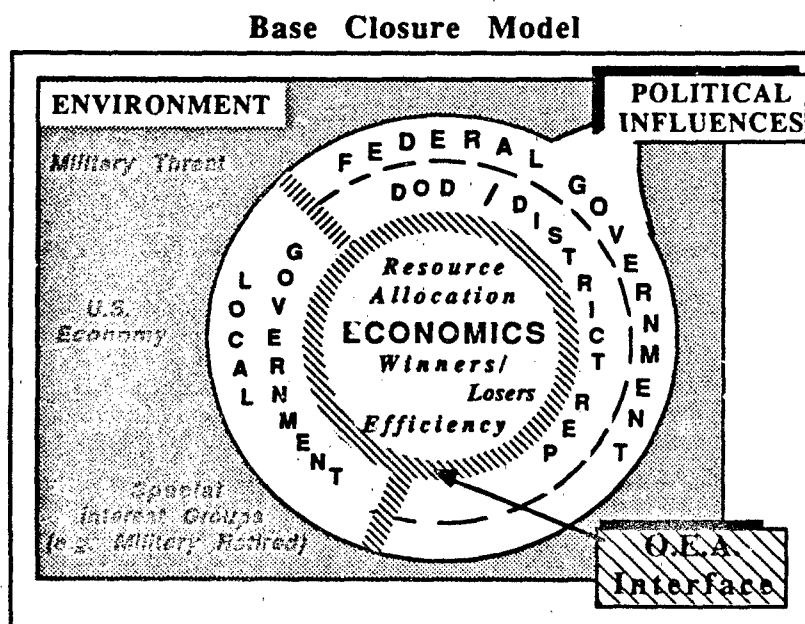 Base Closure Model
ENVIRONMENT
POLITICAL
INFLUENCES
Military Threat
U.S.
Economy
Special
Interest Groups
(e.g. Military Retired)
FEDERAL GOVERNMENT
DOD / DISTRICT REP
LOCAL
GOVERNMENT
Resource
Allocation
ECONOMICS
Winners/
Losers
Efficiency
O.E.A.
Interface